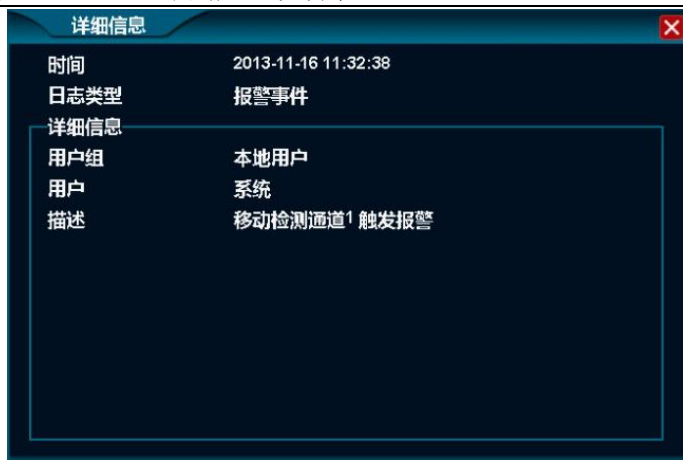 详细信息
时间 2013-11-16 11:32:38
日志类型 报警事件
详细信息
用户组 本地用户
用户 系统
描述 移动检测通道1 触发报警